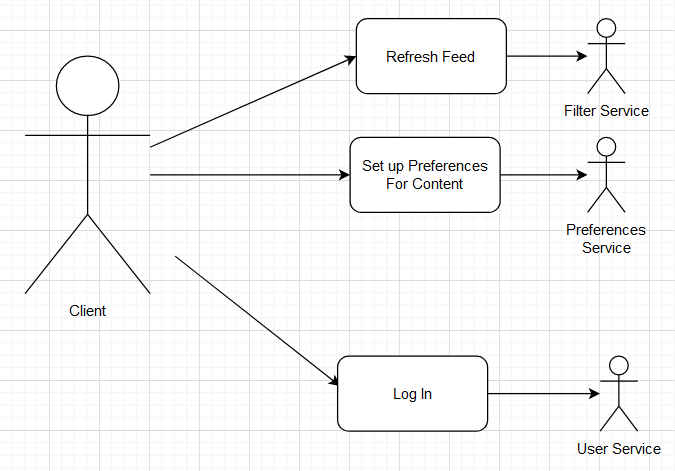 Refresh Feed
Filter Service
Set up Preferences
For Content
Preferences
Service
Client
Log In
User Service